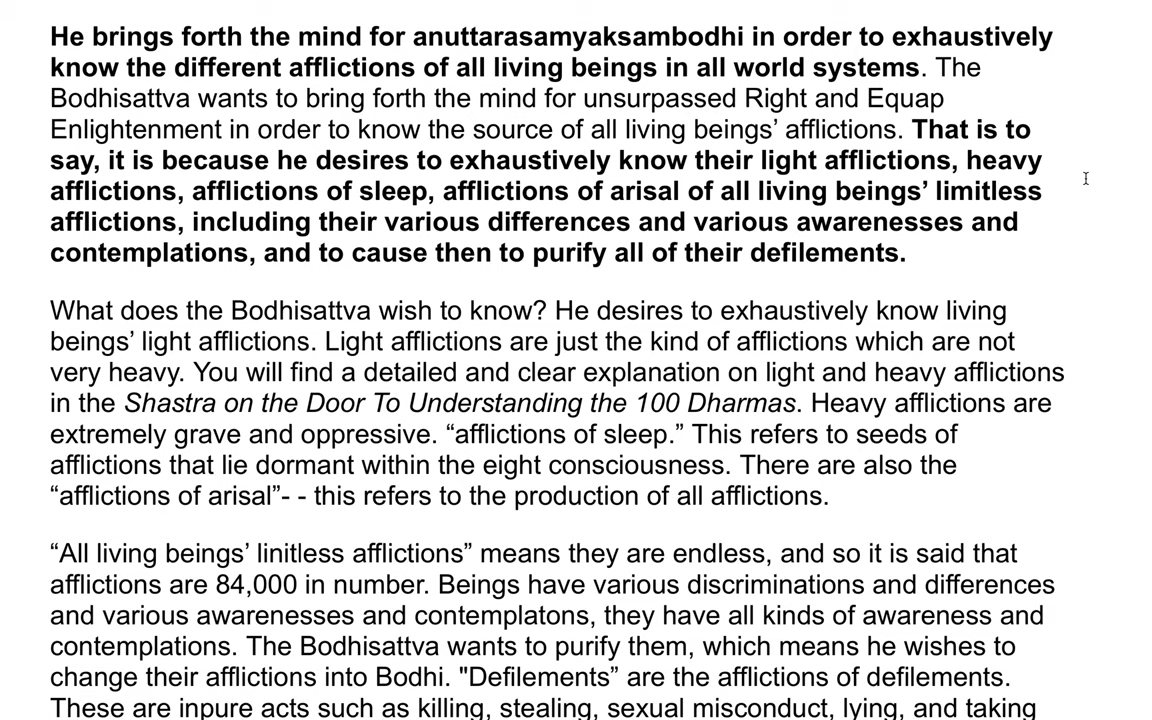 He brings forth the mind for anuttarasamyaksambodhi in order to exhaustively
know the different afflictions of all living beings in all world systems. The
Bodhisattva wants to bring forth the mind for unsurpassed Right and Equap
Enlightenment in order to know the source of all living beings’ afflictions. That is to
say, it is because he desires to exhaustively know their light afflictions, heavy
afflictions, afflictions of sleep, afflictions of arisal of all living beings’ limitless
afflictions, including their various differences and various awarenesses and
contemplations, and to cause then to purify all of their defilements.
What does the Bodhisattva wish to know? He desires to exhaustively know living
beings’ light afflictions. Light afflictions are just the kind of afflictions which are not
very heavy. You will find a detailed and clear explanation on light and heavy afflictions
in the Shastra on the Door To Understanding the 100 Dharmas. Heavy afflictions are
extremely grave and oppressive. “afflictions of sleep.” This refers to seeds of
afflictions that lie dormant within the eight consciousness. There are also the
“afflictions of arisal”- - this refers to the production of all afflictions.
“All living beings’ linitless afflictions” means they are endless, and so it is said that
afflictions are 84,000 in number. Beings have various discriminations and differences
and various awarenesses and contemplatons, they have all kinds of awareness and
contemplations. The Bodhisattva wants to purify them, which means he wishes to
change their afflictions into Bodhi. "Defilements” are the afflictions of defilements.
These are inpure acts such as killing, stealing, sexual misconduct, lying, and taking